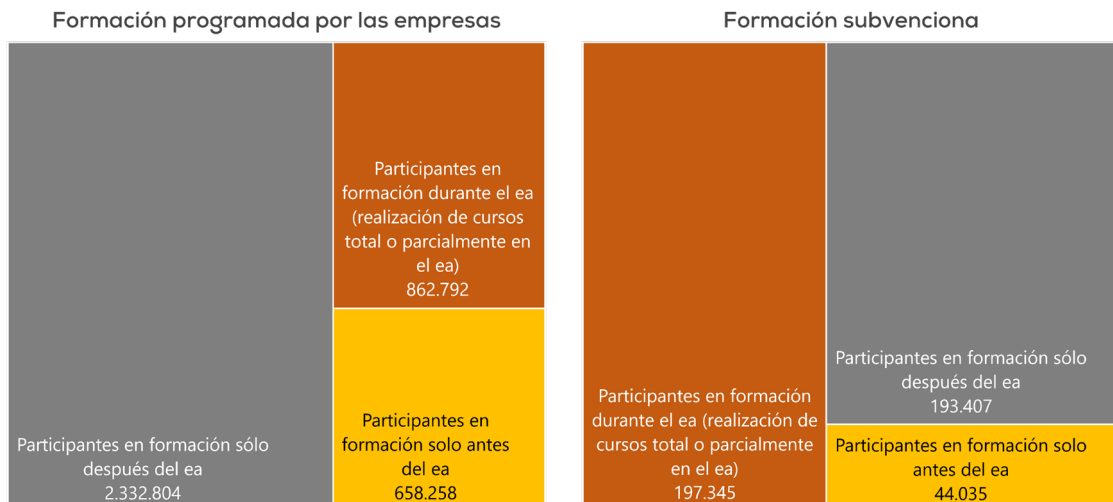 Formación programada por las empresas
Participantes en formación sólo
después del ea
2.332.804
Participantes en
formación durante el ea
(realización de cursos
total o parcialmente en
el ea)
862.792
Participantes en
formación solo antes
del ea
658.258
Formación subvenciona
Participantes en formación
durante el ea (realización de
cursos total o parcialmente
en el ea)
197.345
Participantes en formación sólo
después del ea
193.407
Participantes en formación solo
antes del ea
44.035